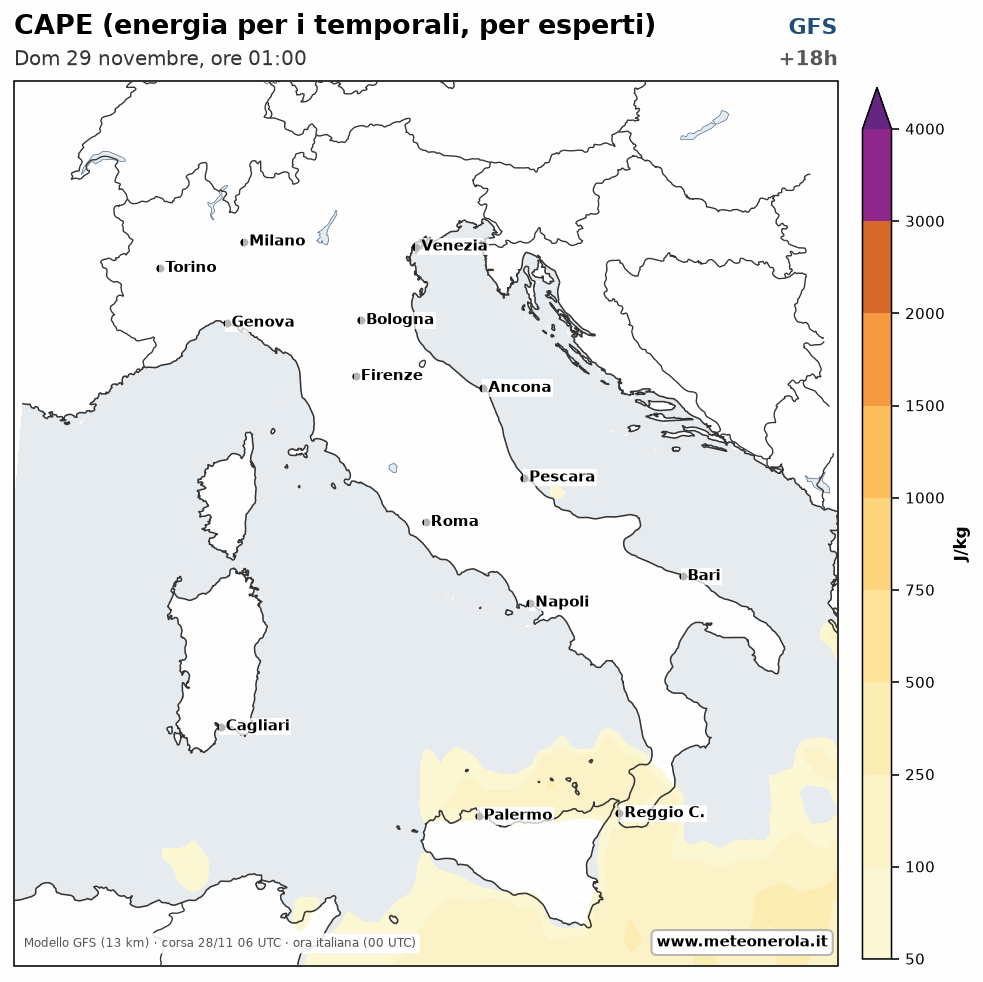 CAPE (energia per i temporali, per esperti)
GFS
Dom 29 novembre, ore 01:00
+18h
4000
3000
2000
1500
1000
750
500
250
100
50
J/kg
Milano
Venezia
Torino
Genova
Bologna
Firenze
Ancona
Pescara
Roma
Bari
Napoli
Cagliari
Palermo
Reggio C.
Modello GFS (13 km) · corsa 28/11 06 UTC · ora italiana (00 UTC)
www.meteonerola.it